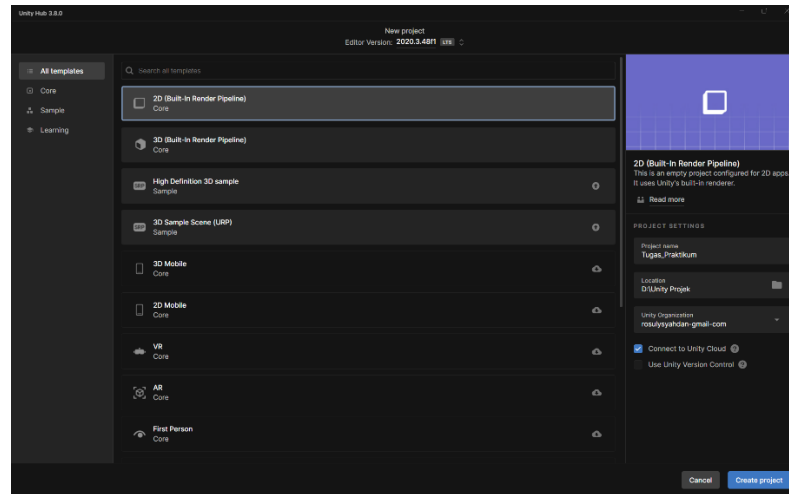 Unity Hub 3.8.0
New project
Editor Version: 2020.3.48f1 LTS
All templates
Core
Sample
Learning
Search all templates
2D (Built-In Render Pipeline)
Core
3D (Built-In Render Pipeline)
Core
SRP
High Definition 3D sample
Sample
SRP
3D Sample Scene (URP)
Sample
3D Mobile
Core
2D Mobile
Core
VR
Core
AR
Core
First Person
Core
2D (Built-In Render Pipeline)
This is an empty project configured for 2D apps.
It uses Unity's built-in renderer.
Read more
PROJECT SETTINGS
Project name
Tugas_Praktikum
Location
D:\Unity Projek
Unity Organization
rosulysyahdan-gmail-com
Connect to Unity Cloud ?
Use Unity Version Control ?
Cancel
Create project